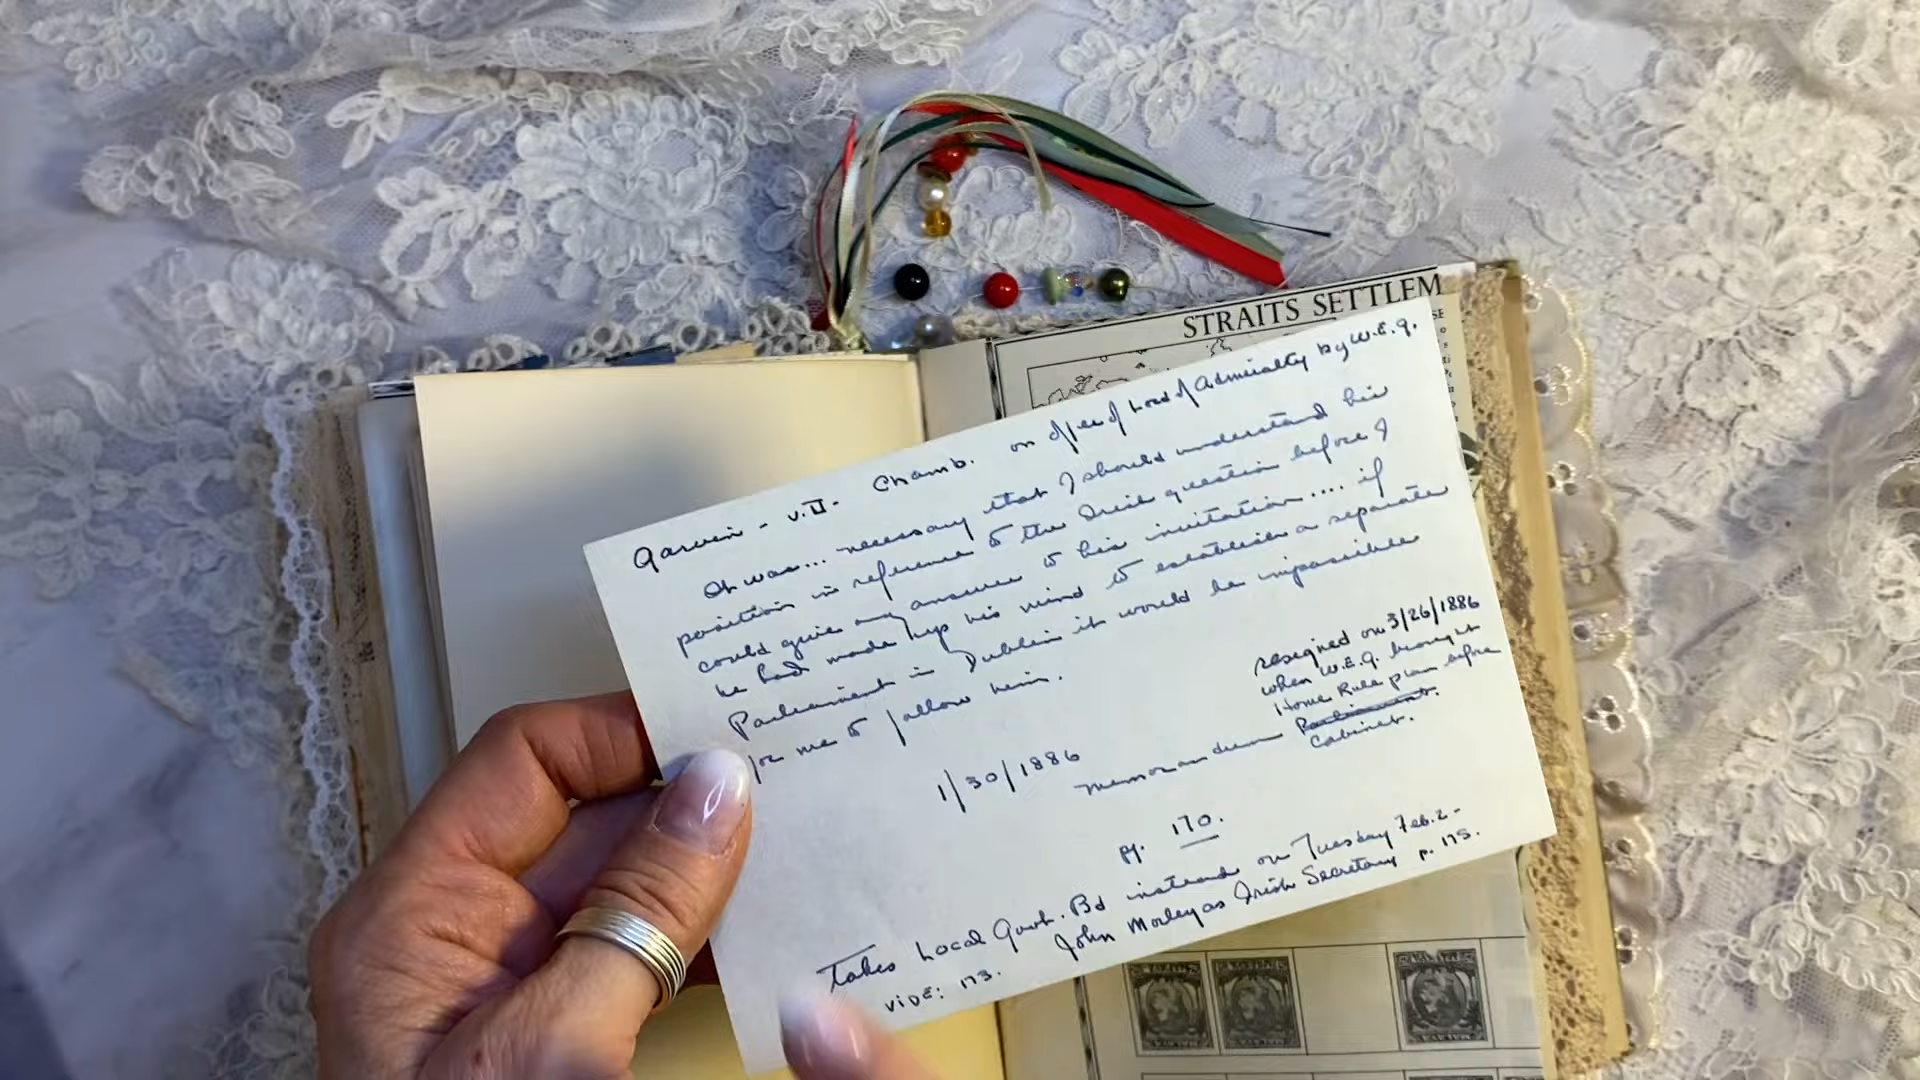 STRAITS SETTLEM
Garvin - v. II. Chamb. on offer of Lord of Admiralty by W.E.G.
It was... necessary that I should understand his
position in reference to the Irish question before I
could give any answer to his invitation.... if
he had made up his mind to establish a separate
Parliament in Dublin it would be impossible
for me to follow him.
1/30/1886
Memorandum
resigned on 3/26/1886
when W.E.G. brought
Home Rule plan before
Parliament.
Cabinet.
p. 170.
Takes Local Govt. Bd instead on Tuesday Feb. 2-
VIDE: 173. John Morley as Irish Secretary p. 175.